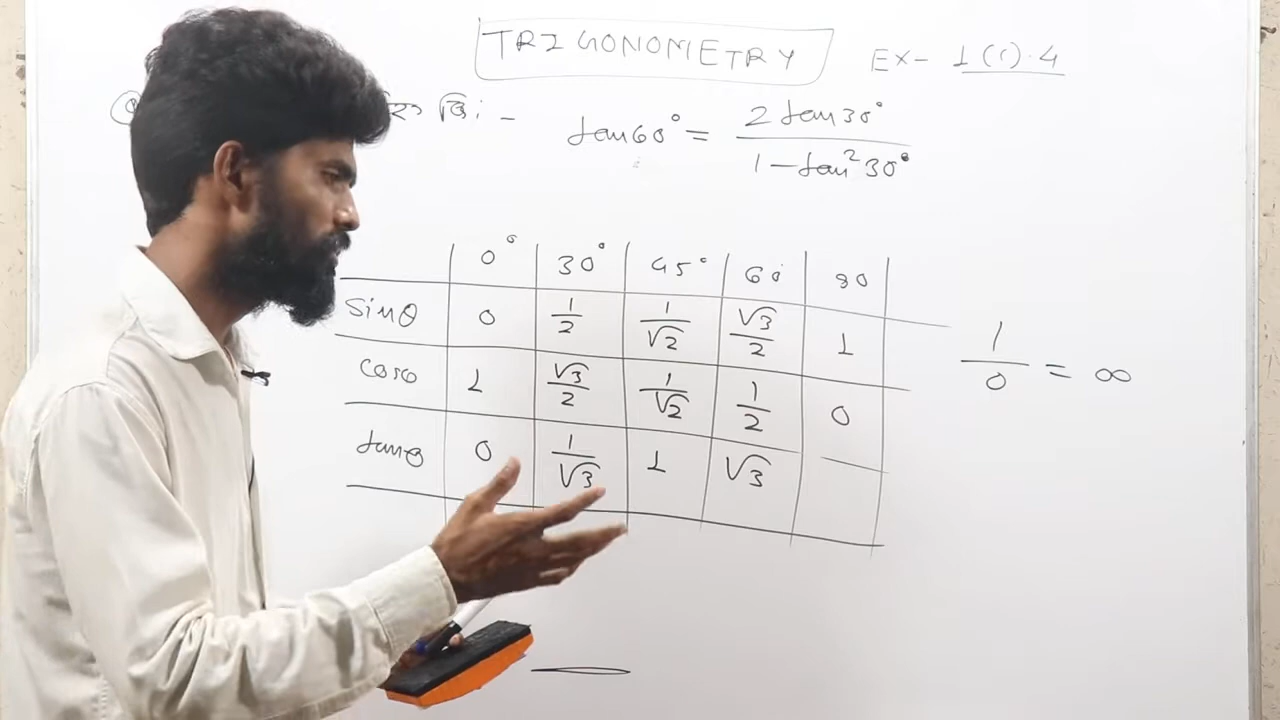 TRIGONOMETRY
EX- 1(1).4
कि: -
tan60° = 2 tan30° / 1 - tan²30°
0° 30° 45° 60° 90
Sinθ 0 1/2 1/√2 √3/2 1
Cosθ 1 √3/2 1/√2 1/2 0
tanθ 0 1/√3 1 √3 —
1/0 = ∞